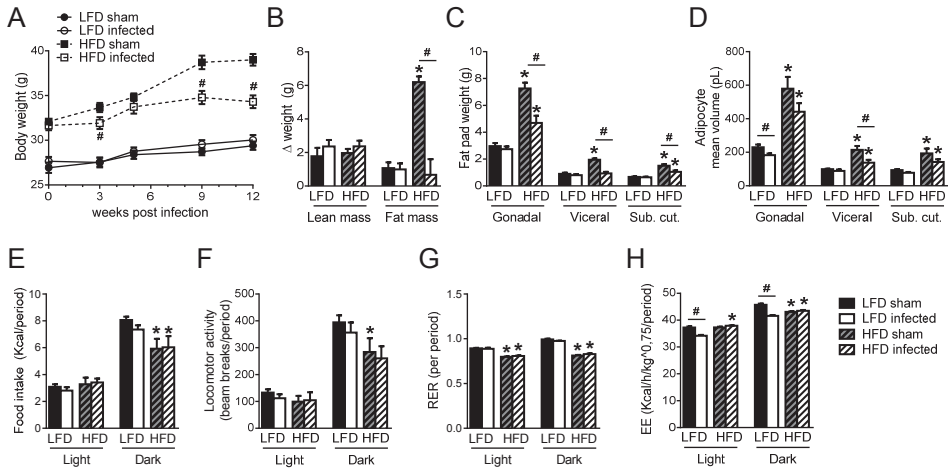 A
LFD sham
LFD infected
HFD sham
HFD infected
Body weight (g)
40
35
30
25
#
#
#
0
3
6
9
12
weeks post infection
B
Δ weight (g)
8
6
4
2
0
*
#
LFD HFD LFD HFD
Lean mass Fat mass
C
Fat pad weight (g)
10
8
6
4
2
0
* # *
* #
* # *
LFD HFD LFD HFD LFD HFD
Gonadal Viceral Sub. cut.
D
Adipocyte
mean volume (pL)
800
600
400
200
0
# * *
* # *
* *
LFD HFD LFD HFD LFD HFD
Gonadal Viceral Sub. cut.
E
Food intake (Kcal/period)
10
8
6
4
2
0
* *
LFD HFD LFD HFD
Light Dark
F
Locomotor activity
(beam breaks/period)
500
400
300
200
100
0
*
LFD HFD LFD HFD
Light Dark
G
RER (per period)
1.5
1.0
0.5
0.0
* * * *
LFD HFD LFD HFD
Light Dark
H
EE (Kcal/h/kg^0,75/period)
50
40
30
20
10
0
# * # * *
LFD HFD LFD HFD
Light Dark
LFD sham
LFD infected
HFD sham
HFD infected